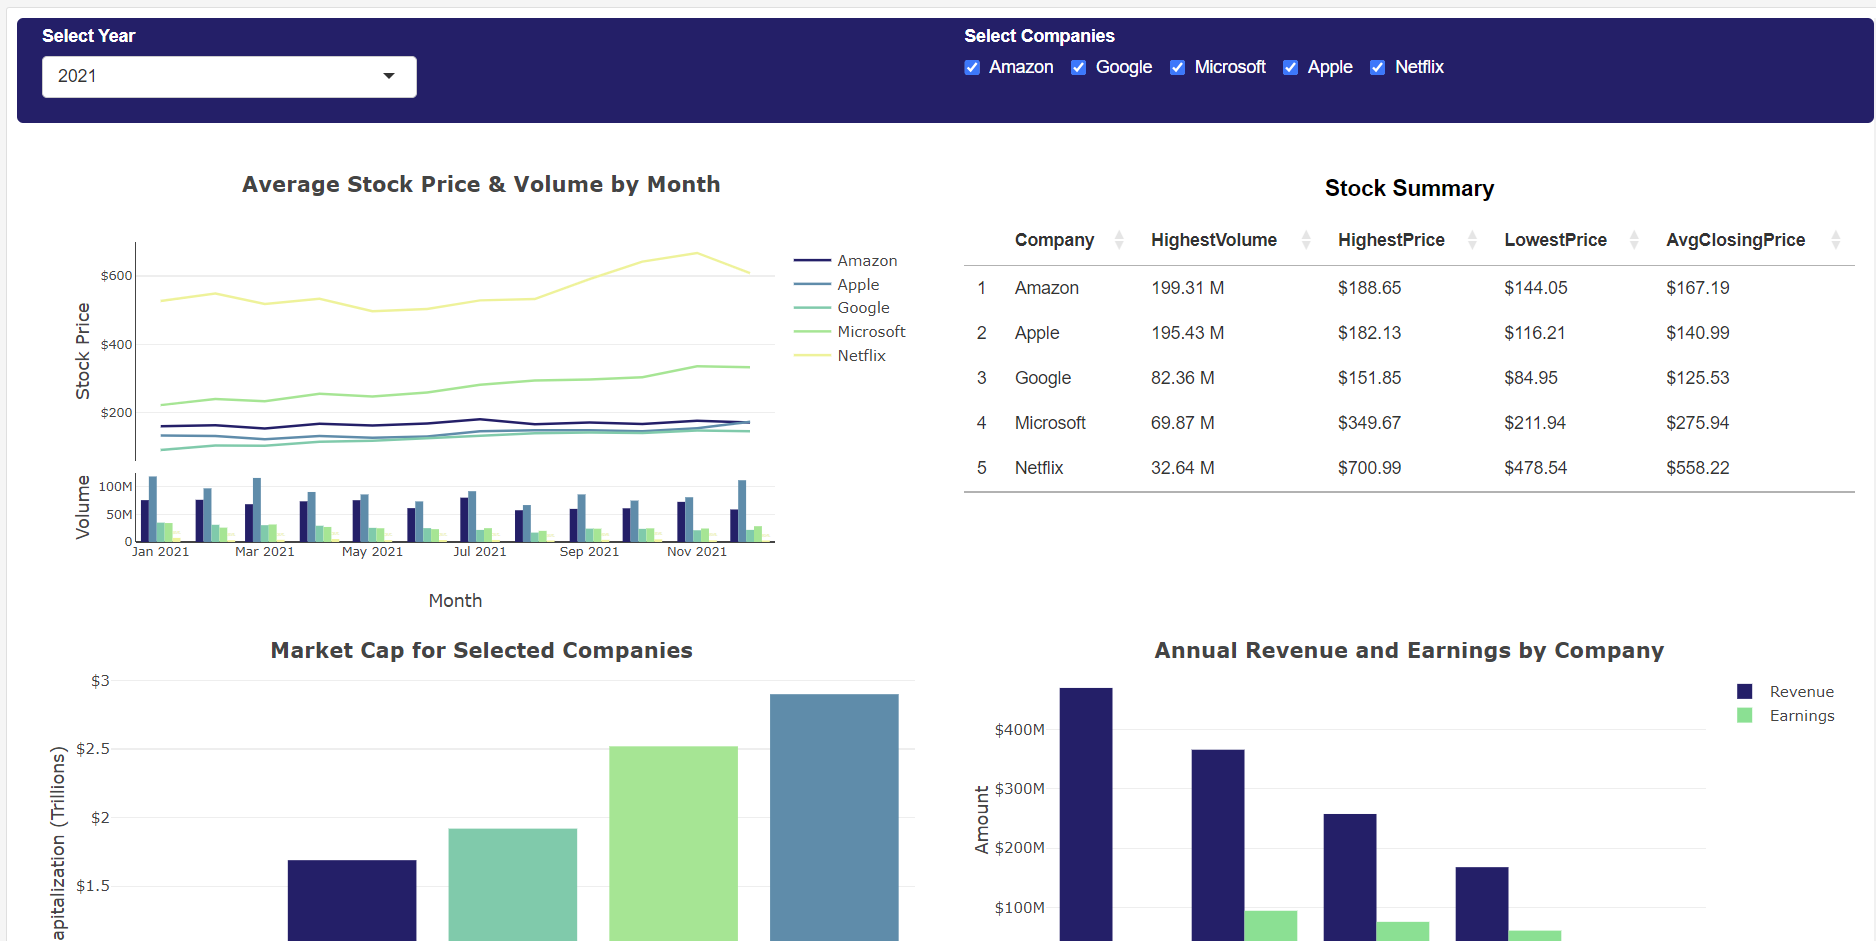 Select Year
2021
Select Companies
Amazon Google Microsoft Apple Netflix
Average Stock Price & Volume by Month
Stock Price
$600
$400
$200
Volume
100M
50M
0
Jan 2021 Mar 2021 May 2021 Jul 2021 Sep 2021 Nov 2021
Month
Amazon
Apple
Google
Microsoft
Netflix
Stock Summary
Company HighestVolume HighestPrice LowestPrice AvgClosingPrice
1 Amazon 199.31 M $188.65 $144.05 $167.19
2 Apple 195.43 M $182.13 $116.21 $140.99
3 Google 82.36 M $151.85 $84.95 $125.53
4 Microsoft 69.87 M $349.67 $211.94 $275.94
5 Netflix 32.64 M $700.99 $478.54 $558.22
Market Cap for Selected Companies
apitalization (Trillions)
$3
$2.5
$2
$1.5
Annual Revenue and Earnings by Company
Amount
$400M
$300M
$200M
$100M
Revenue
Earnings